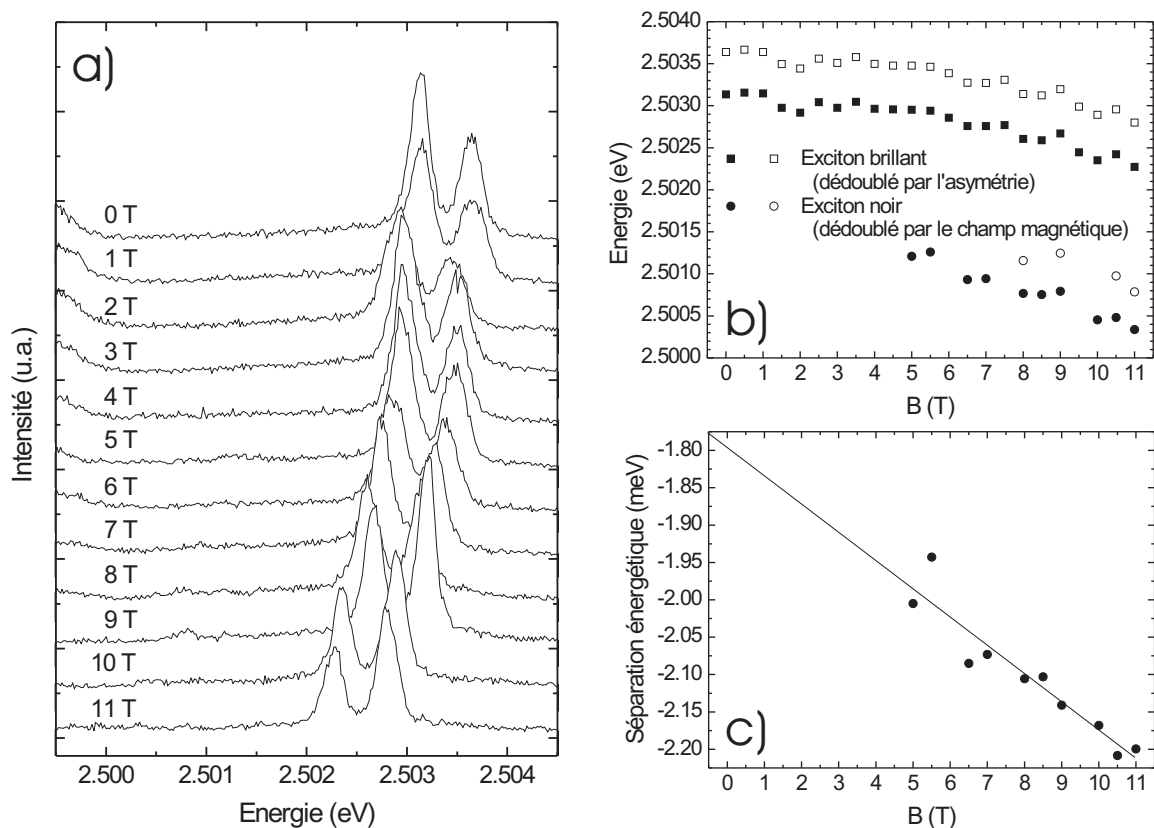 a)
0 T
1 T
2 T
3 T
4 T
5 T
6 T
7 T
8 T
9 T
10 T
11 T
Intensité (u.a.)
2.500 2.501 2.502 2.503 2.504
Energie (eV)
2.5040
2.5035
2.5030
2.5025
2.5020
2.5015
2.5010
2.5005
2.5000
Energie (eV)
Exciton brillant
(dédoublé par l'asymétrie)
Exciton noir
(dédoublé par le champ magnétique)
b)
0 1 2 3 4 5 6 7 8 9 10 11
B (T)
-1.80
-1.85
-1.90
-1.95
-2.00
-2.05
-2.10
-2.15
-2.20
Séparation énergétique (meV)
c)
0 1 2 3 4 5 6 7 8 9 10 11
B (T)